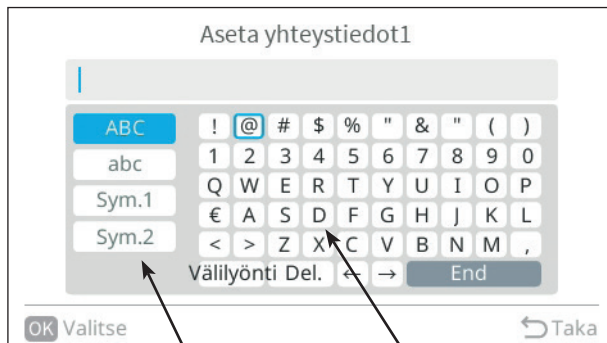 Aseta yhteystiedot1
ABC
abc
Sym.1
Sym.2
! @ # $ % " & " ( )
1 2 3 4 5 6 7 8 9 0
Q W E R T Y U I O P
€ A S D F G H J K L
< > Z X C V B N M ,
Välilyönti Del. ← → End
OK Valitse
Taka